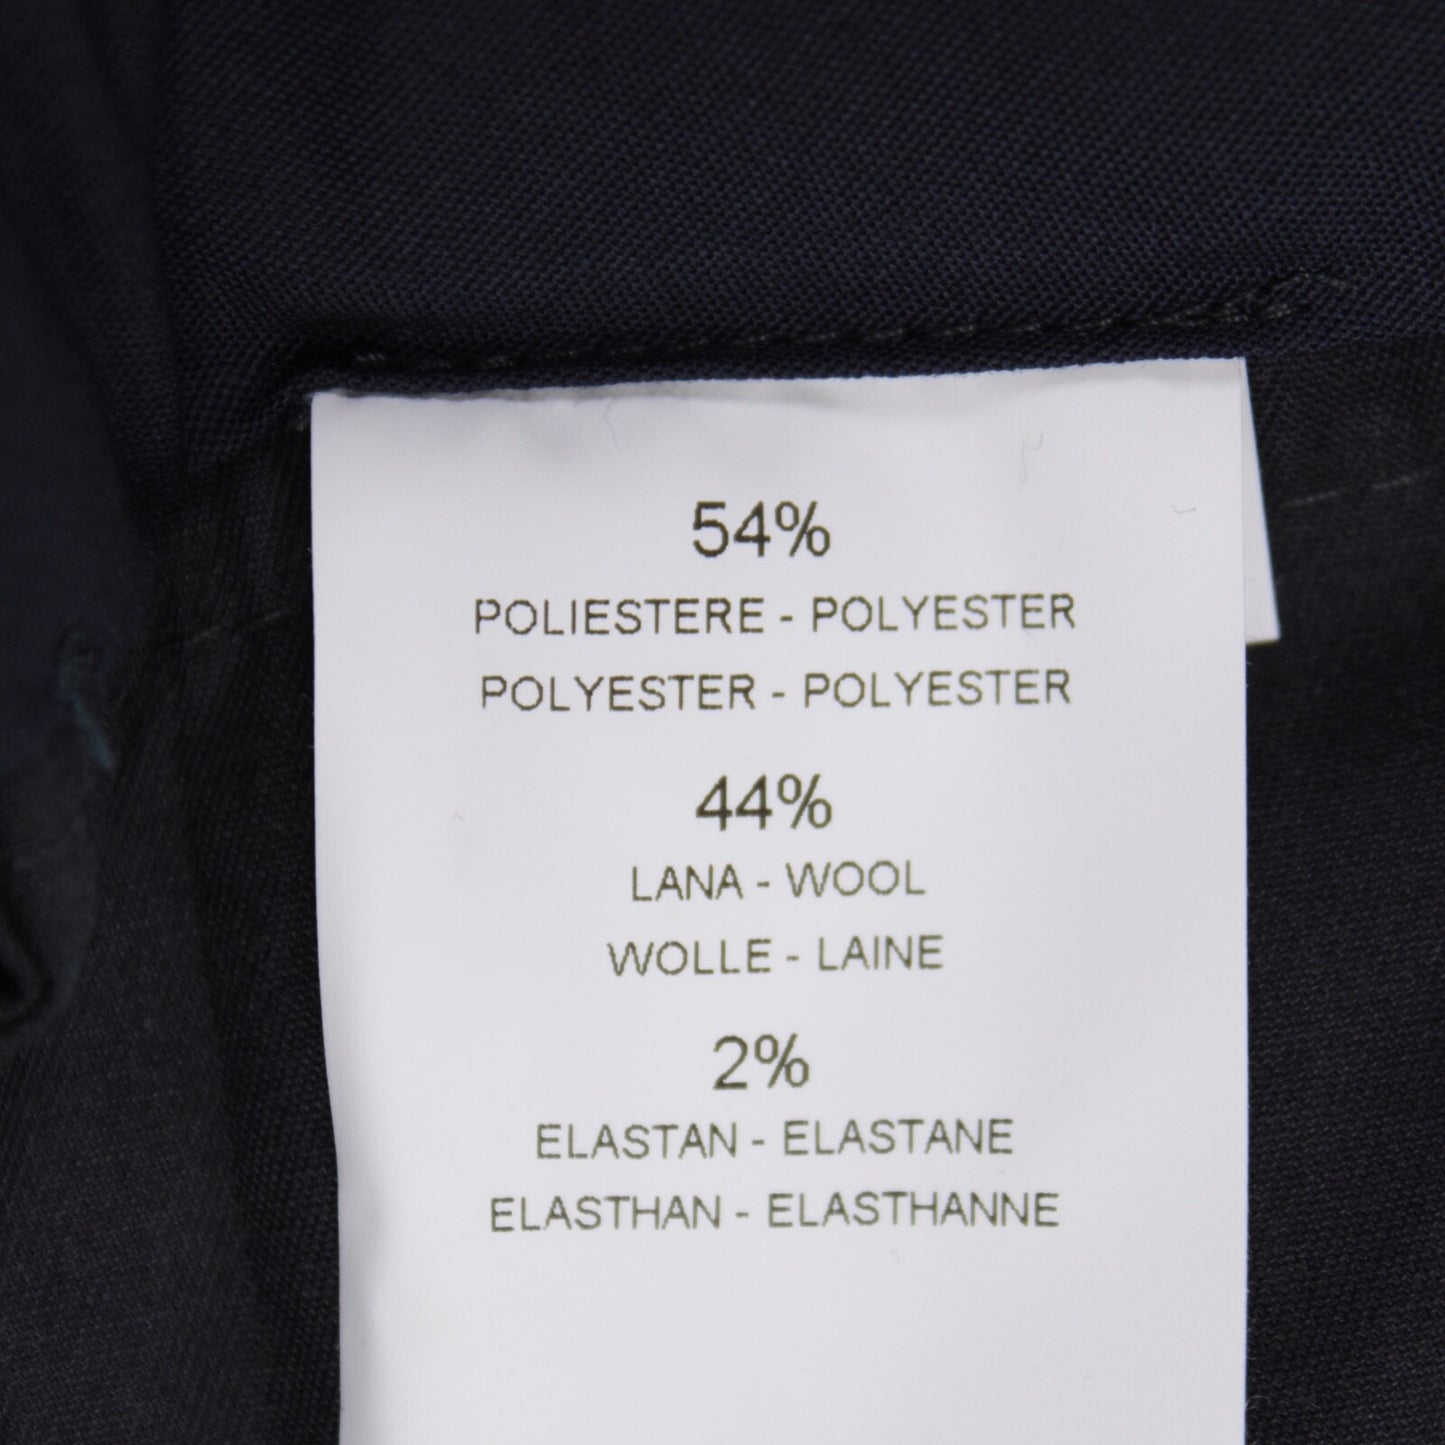 54%
POLIESTERE - POLYESTER
POLYESTER - POLYESTER
44%
LANA - WOOL
WOLLE - LAINE
2%
ELASTAN - ELASTANE
ELASTHAN - ELASTHANNE